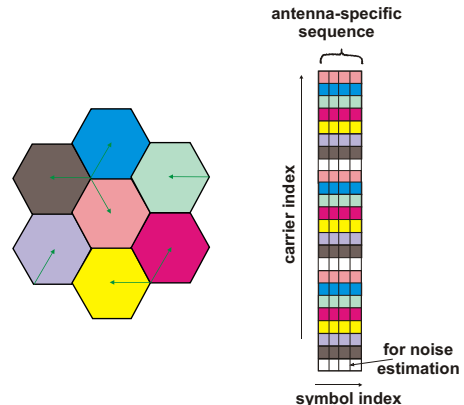 antenna-specific
sequence
carrier index
for noise
estimation
symbol index